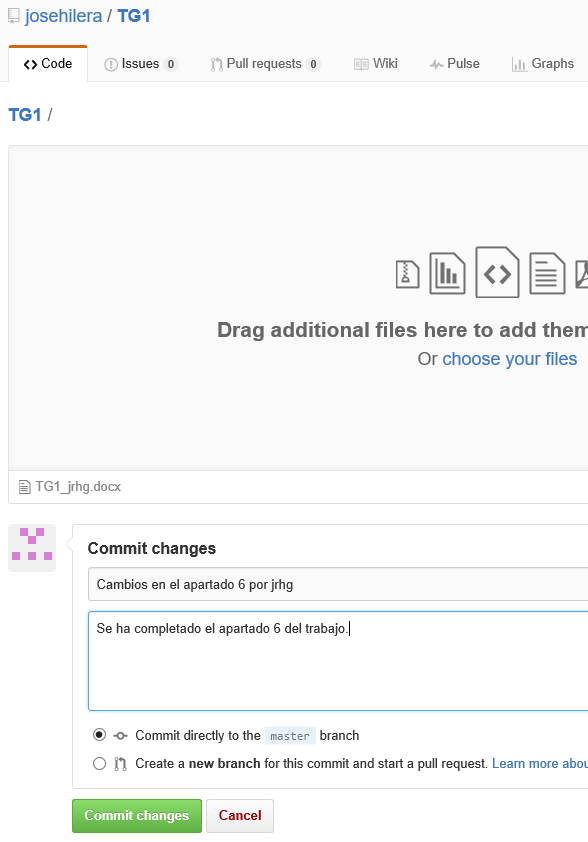 josehilera / TG1
Code Issues 0 Pull requests 0 Wiki Pulse Graphs
TG1 /
Drag additional files here to add them
Or choose your files
TG1_jrhg.docx
Commit changes
Cambios en el apartado 6 por jrhg
Se ha completado el apartado 6 del trabajo.
Commit directly to the master branch
Create a new branch for this commit and start a pull request. Learn more abou
Commit changes Cancel